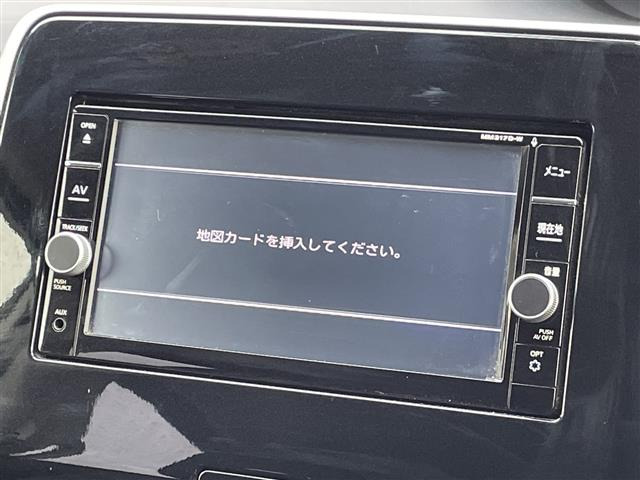 MM317D-W
OPEN
AV
TRACK/SEEK
PUSH
SOURCE
AUX
地図カードを挿入してください。
メニュー
現在地
音量
PUSH
AV OFF
OPT